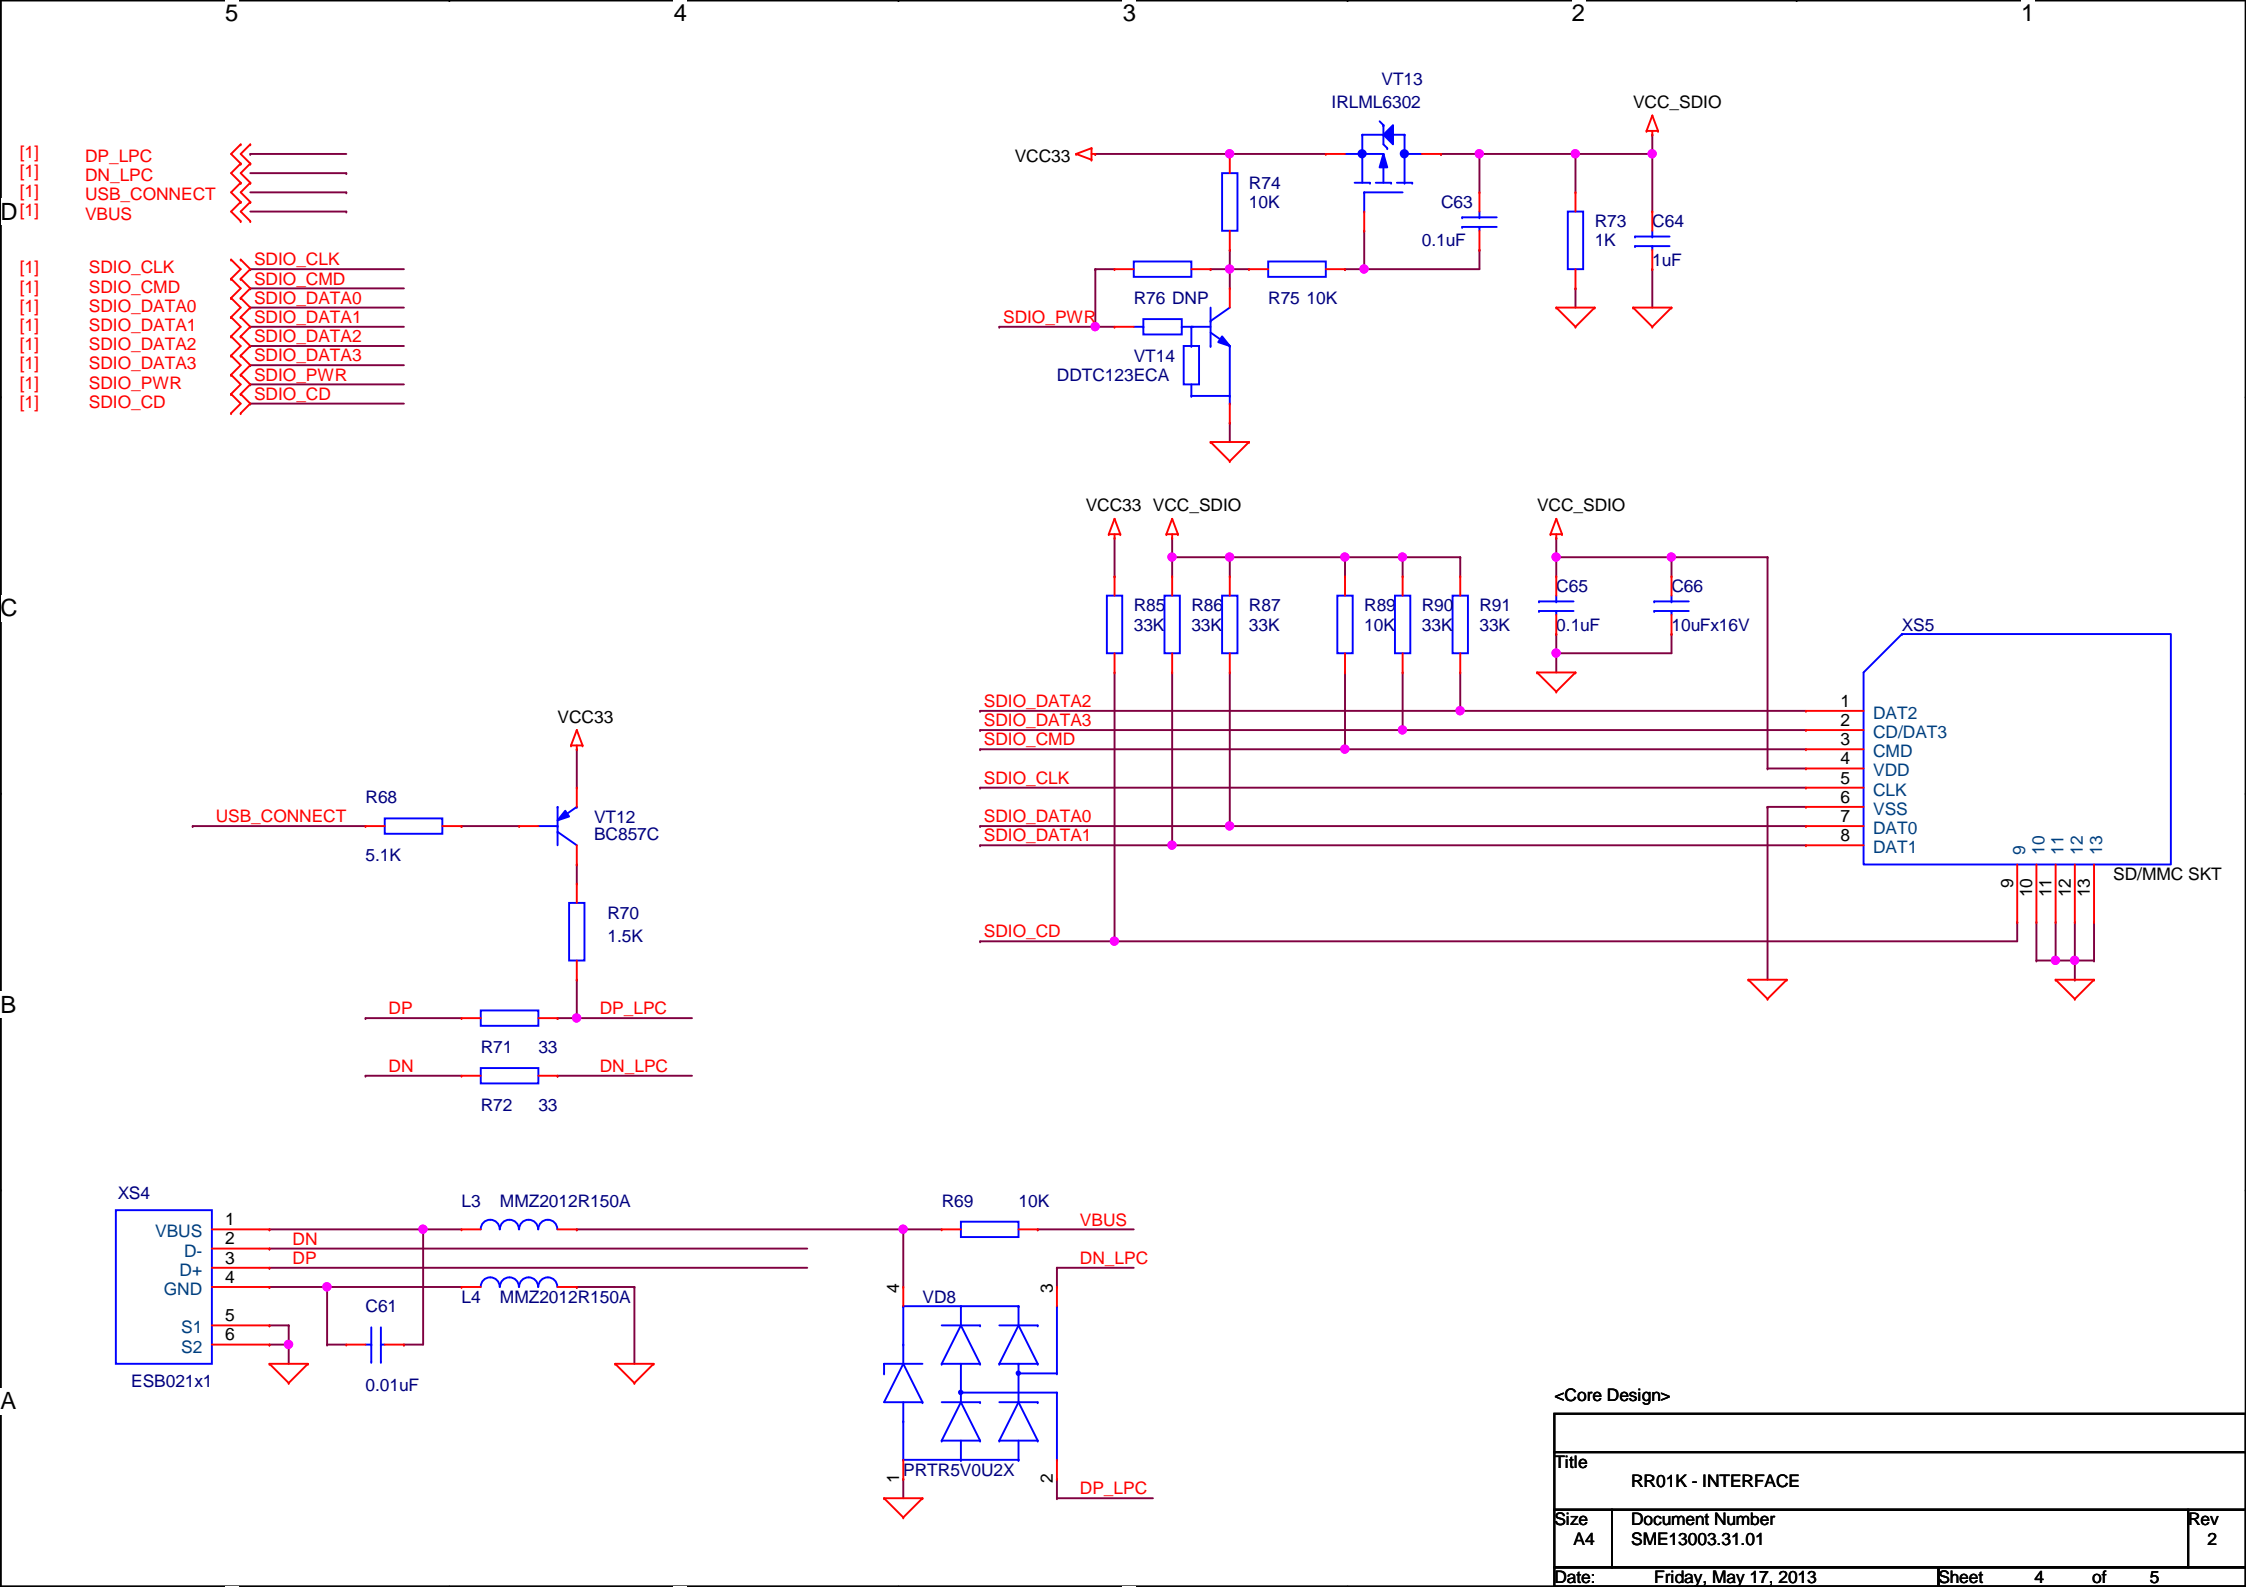 5 4 3 2 1
D
C
B
A
[1] DP_LPC
[1] DN_LPC
[1] USB_CONNECT
[1] VBUS
[1] SDIO_CLK SDIO_CLK
[1] SDIO_CMD SDIO_CMD
[1] SDIO_DATA0 SDIO_DATA0
[1] SDIO_DATA1 SDIO_DATA1
[1] SDIO_DATA2 SDIO_DATA2
[1] SDIO_DATA3 SDIO_DATA3
[1] SDIO_PWR SDIO_PWR
[1] SDIO_CD SDIO_CD
VT13
IRLML6302
VCC_SDIO
VCC33
R74
10K
C63
0.1uF
R73
1K
C64
1uF
R76 DNP
R75 10K
SDIO_PWR
VT14
DDTC123ECA
VCC33 VCC_SDIO VCC_SDIO
R85
33K
R86
33K
R87
33K
R89
10K
R90
33K
R91
33K
C65
0.1uF
C66
10uFx16V
XS5
SDIO_DATA2 1 DAT2
SDIO_DATA3 2 CD/DAT3
SDIO_CMD 3 CMD
4 VDD
SDIO_CLK 5 CLK
6 VSS
SDIO_DATA0 7 DAT0
SDIO_DATA1 8 DAT1
9 10 11 12 13
9 10 11 12 13
SD/MMC SKT
SDIO_CD
VCC33
R68
USB_CONNECT
5.1K
VT12
BC857C
R70
1.5K
DP DP_LPC
R71 33
DN DN_LPC
R72 33
XS4
VBUS 1
D- 2 DN
D+ 3 DP
GND 4
S1 5
S2 6
ESB021x1
L3 MMZ2012R150A
L4 MMZ2012R150A
C61
0.01uF
R69 10K
VBUS
DN_LPC
4 3
VD8
PRTR5V0U2X
1 2
DP_LPC
<Core Design>
Title
RR01K - INTERFACE
Size Document Number Rev
A4 SME13003.31.01 2
Date: Friday, May 17, 2013 Sheet 4 of 5